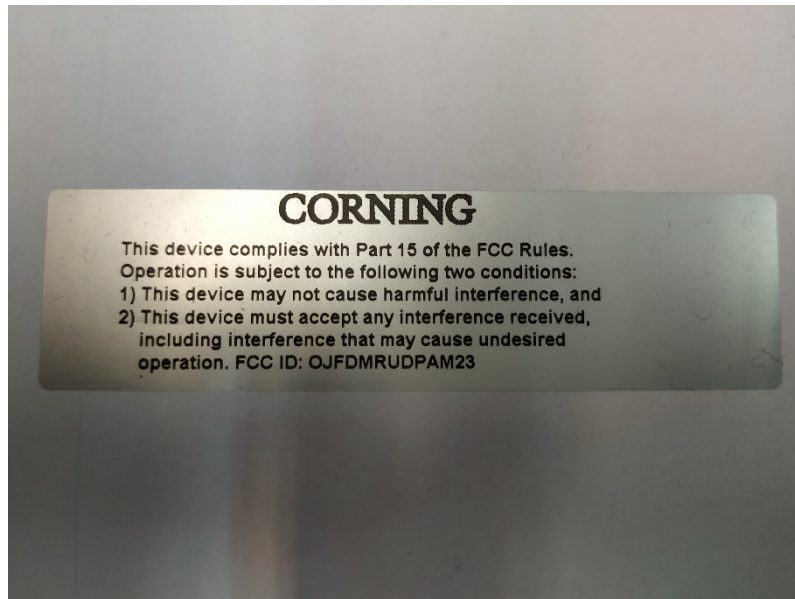 CORNING
This device complies with Part 15 of the FCC Rules.
Operation is subject to the following two conditions:
1) This device may not cause harmful interference, and
2) This device must accept any interference received,
including interference that may cause undesired
operation. FCC ID: OJFDMRUDPAM23